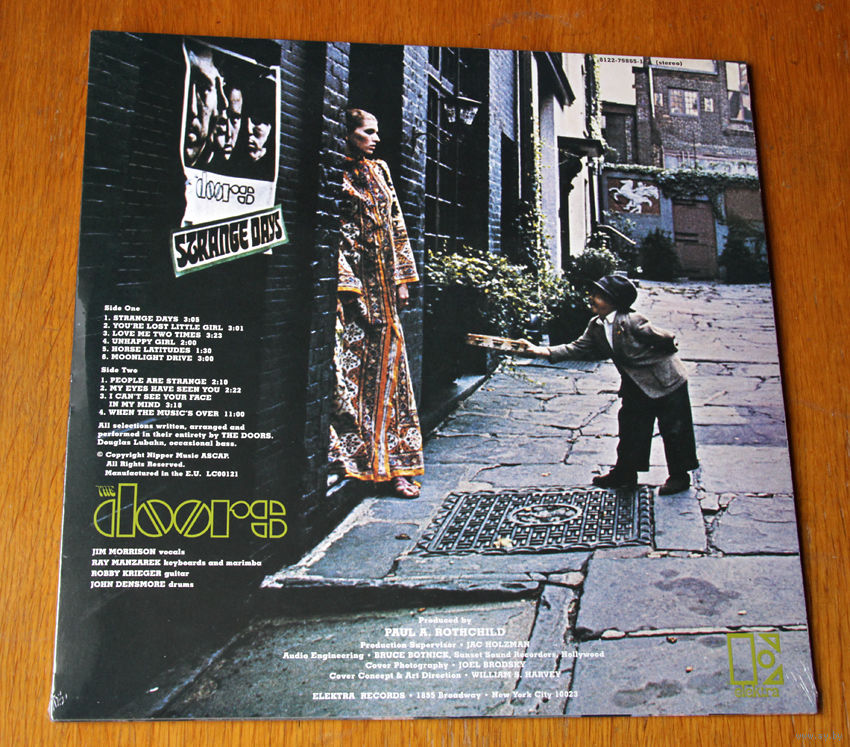 8122-79865-1 (stereo)
doors
STRANGE DAYS
Side One
1. STRANGE DAYS 3:05
2. YOU'RE LOST LITTLE GIRL 3:01
3. LOVE ME TWO TIMES 3:23
4. UNHAPPY GIRL 2:00
5. HORSE LATITUDES 1:30
6. MOONLIGHT DRIVE 3:00
Side Two
1. PEOPLE ARE STRANGE 2:10
2. MY EYES HAVE SEEN YOU 2:22
3. I CAN'T SEE YOUR FACE
IN MY MIND 3:18
4. WHEN THE MUSIC'S OVER 11:00
All selections written, arranged and
performed in their entirety by THE DOORS.
Douglas Lubahn, occasional bass.
© Copyright Nipper Music ASCAP.
All Rights Reserved.
Manufactured in the E.U. LC00121
THE
doors
JIM MORRISON vocals
RAY MANZAREK keyboards and marimba
ROBBY KRIEGER guitar
JOHN DENSMORE drums
Produced by
PAUL A. ROTHCHILD
Production Supervisor • JAC HOLZMAN
Audio Engineering • BRUCE BOTNICK, Sunset Sound Recorders, Hollywood
Cover Photography • JOEL BRODSKY
Cover Concept & Art Direction • WILLIAM S. HARVEY
ELEKTRA RECORDS • 1855 Broadway • New York City 10023
elektra